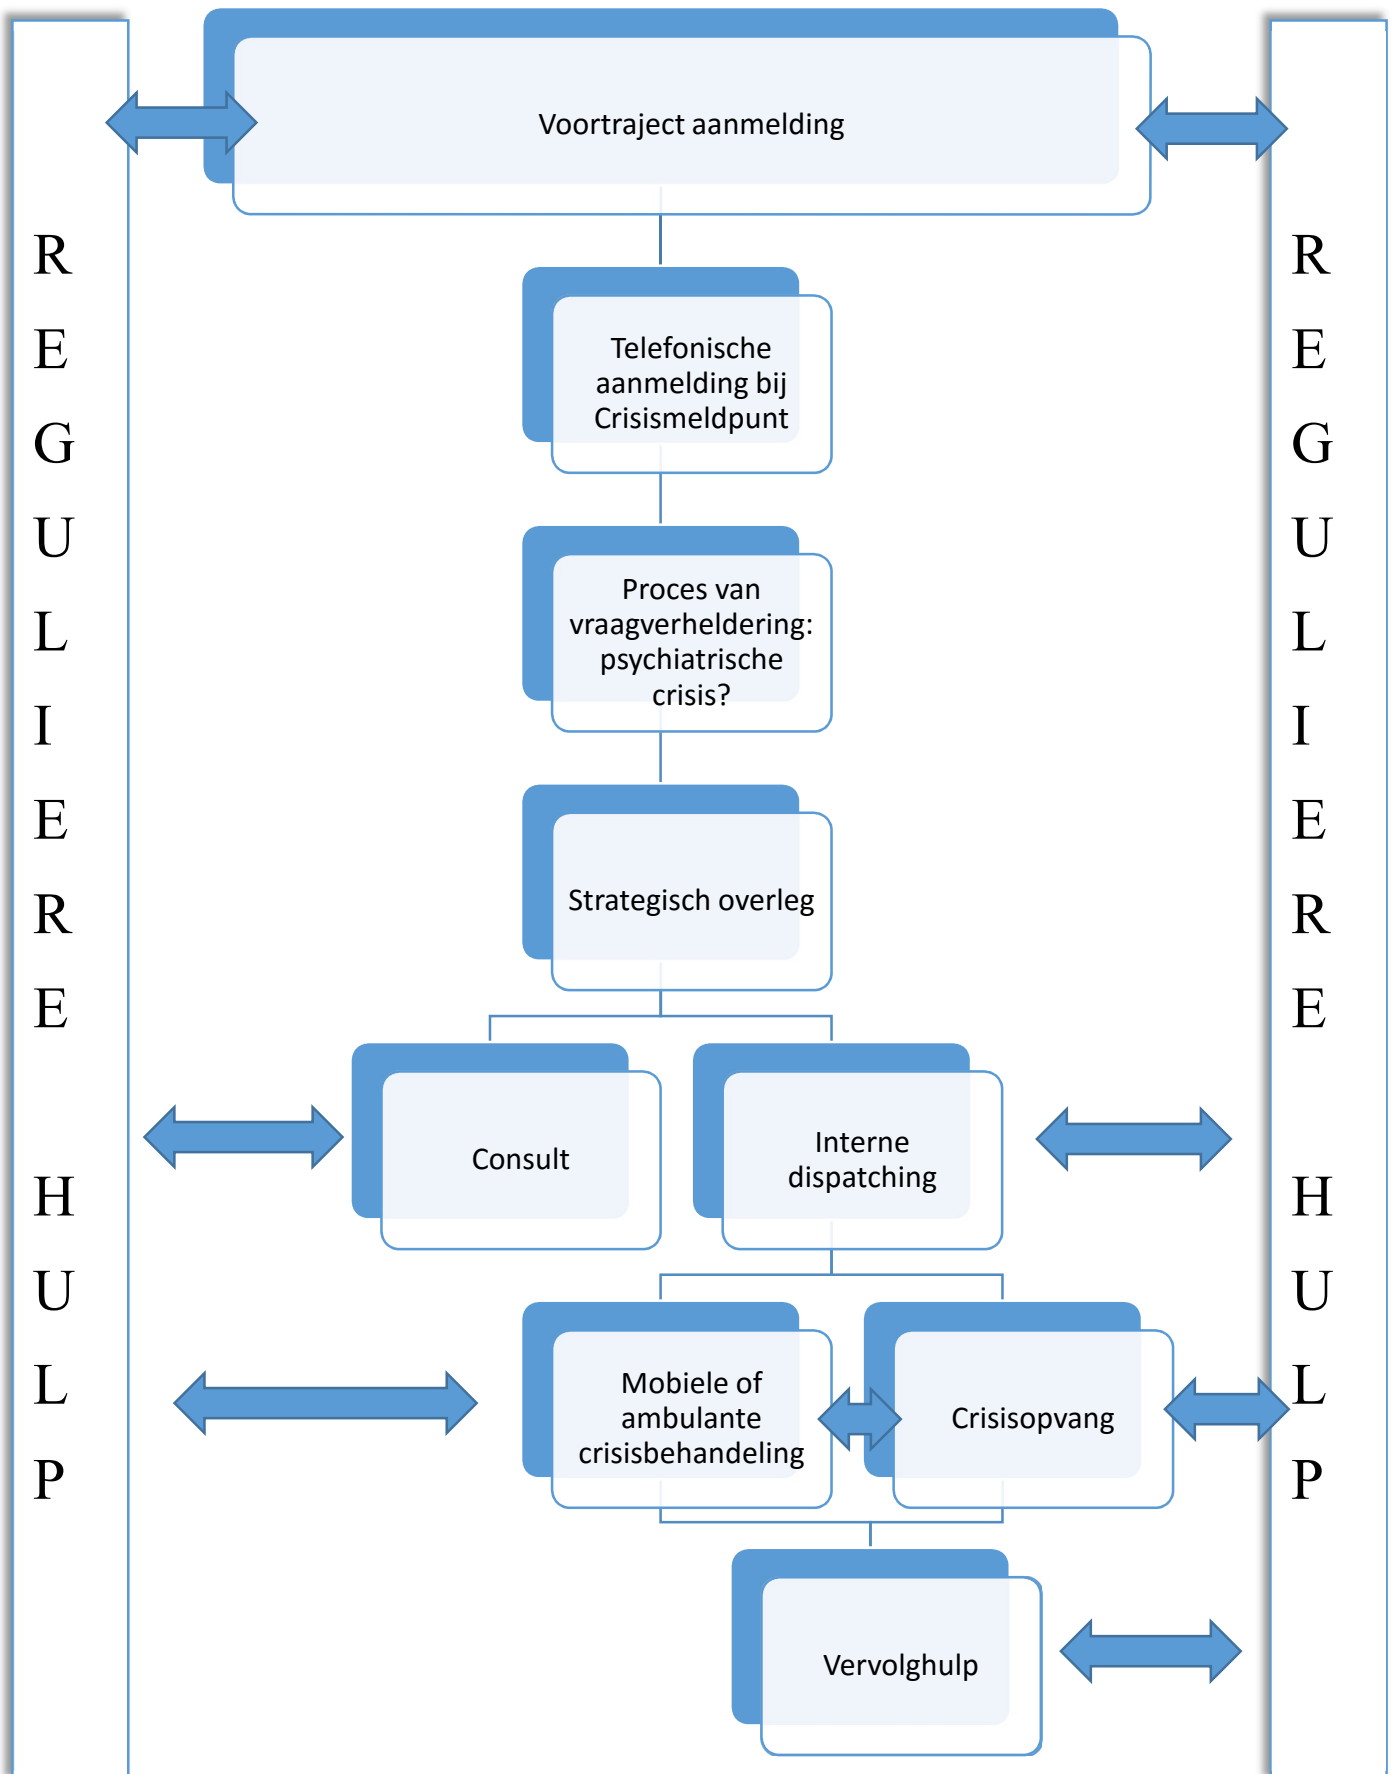 Voortraject aanmelding
Telefonische
aanmelding bij
Crisismeldpunt
Proces van
vraagverheldering:
psychiatrische
crisis?
Strategisch overleg
Consult
Interne
dispatching
Mobiele of
ambulante
crisisbehandeling
Crisisopvang
Vervolghulp
R
E
G
U
L
I
E
R
E
H
U
L
P
R
E
G
U
L
I
E
R
E
H
U
L
P